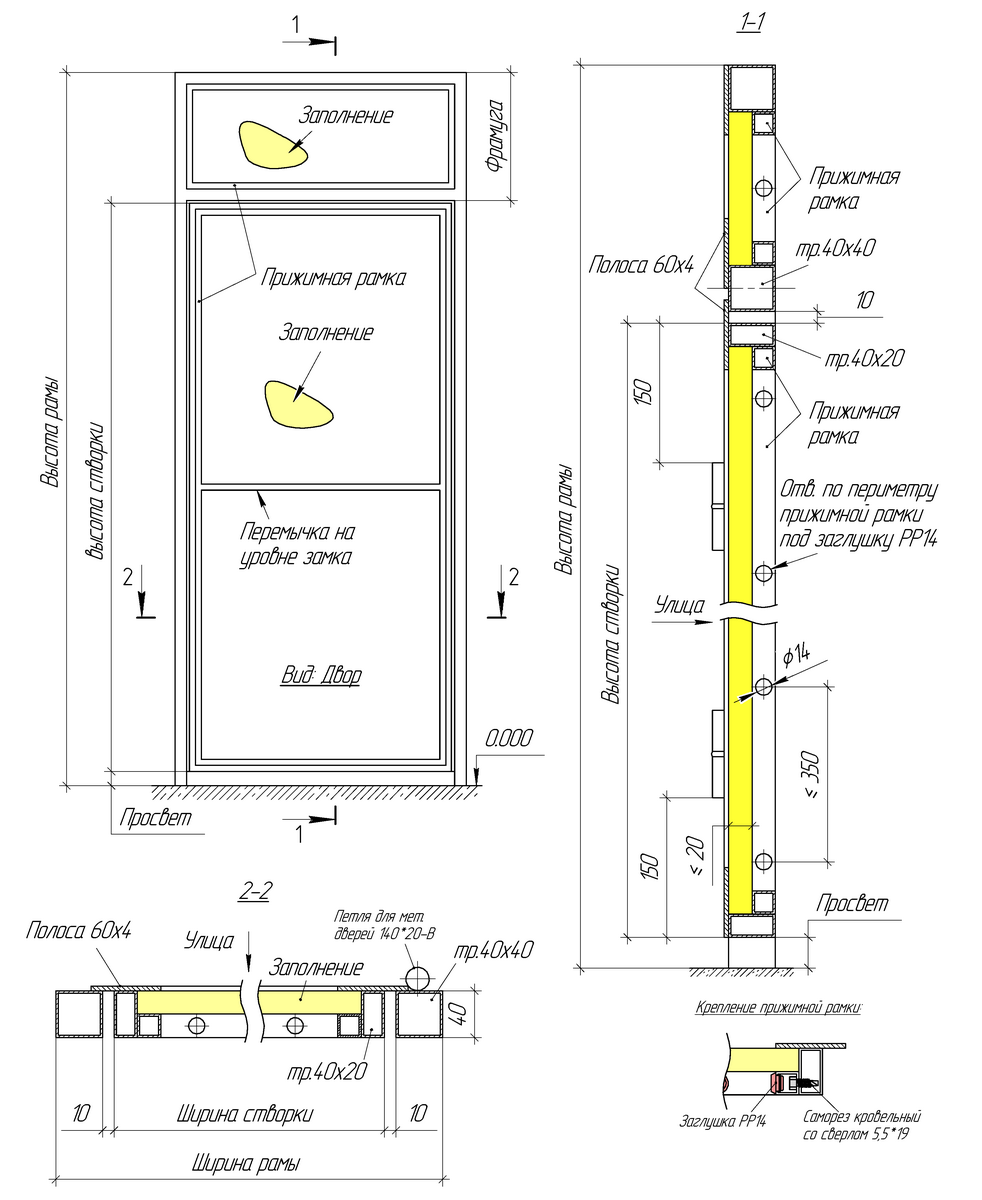 1
Заполнение
Фрамуга
Прижимная рамка
Заполнение
Высота рамы
высота створки
Перемычка на
уровне замка
2
2
Вид: Двор
0.000
Просвет
1
1-1
Прижимная
рамка
тр.40х40
Полоса 60х4
10
тр.40х20
150
Прижимная
рамка
Высота рамы
Отв. по периметру
прижимной рамки
под заглушку РР14
Высота створки
Улица
ϕ14
≤ 350
≤ 20
150
Просвет
2-2
Полоса 60х4
Улица
Петля для мет.
дверей 140*20-В
тр.40х40
Заполнение
40
тр.40х20
10
Ширина створки
10
Ширина рамы
Крепление прижимной рамки:
Заглушка РР14
Саморез кровельный
со сверлом 5,5*19